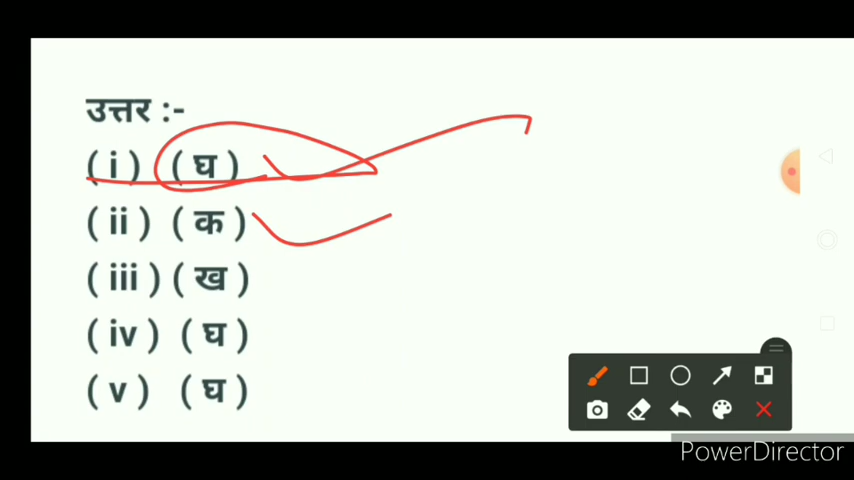 उत्तर :-
( i ) ( घ )
( ii ) ( क )
( iii ) ( ख )
( iv ) ( घ )
( v ) ( घ )
PowerDirector